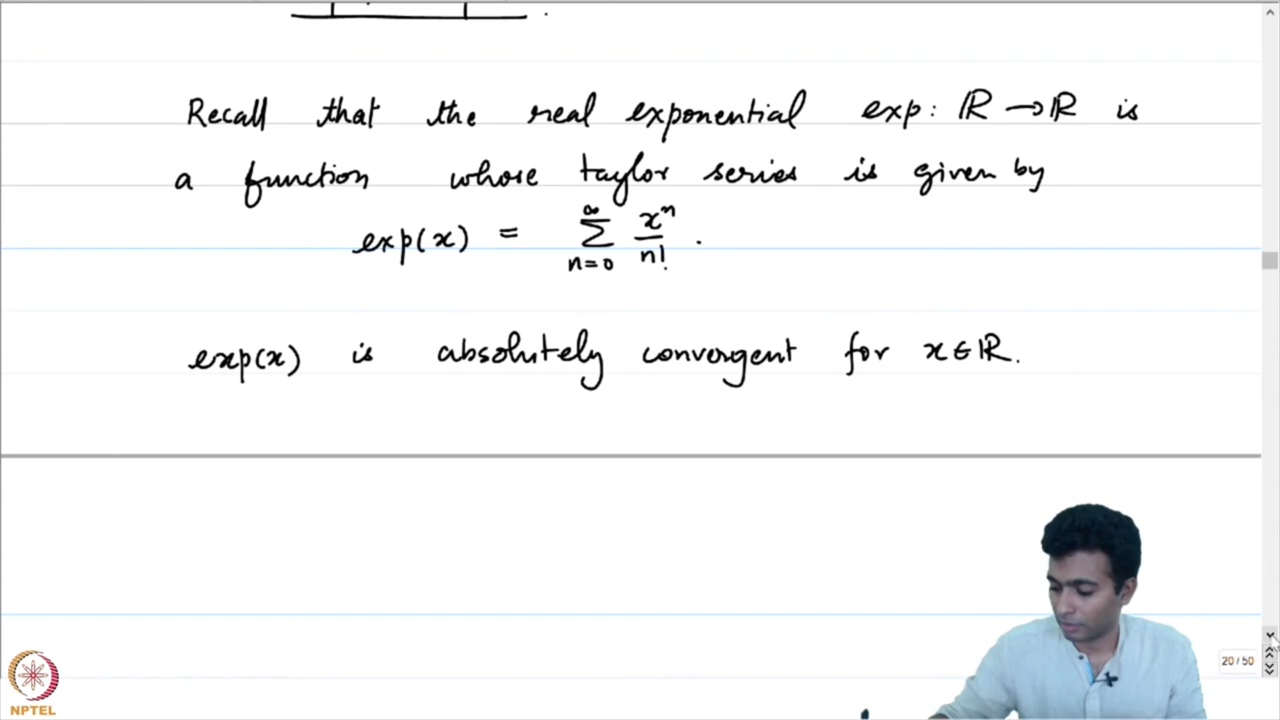 Recall that the real exponential exp: ℝ → ℝ is
a function whose taylor series is given by
exp(x) = ∑_{n=0}^{∞} x^n / n! .
exp(x) is absolutely convergent for x ∈ ℝ.
20 / 50
NPTEL